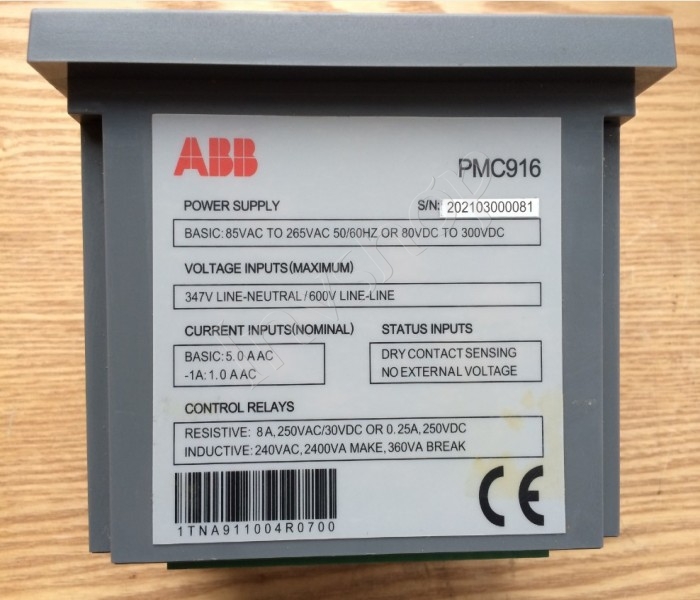 ABB
PMC916
POWER SUPPLY
S/N: 202103000081
BASIC: 85VAC TO 265VAC 50/60HZ OR 80VDC TO 300VDC
VOLTAGE INPUTS(MAXIMUM)
347V LINE-NEUTRAL/600V LINE-LINE
CURRENT INPUTS(NOMINAL)
BASIC: 5.0 A AC
-1A: 1.0 A AC
STATUS INPUTS
DRY CONTACT SENSING
NO EXTERNAL VOLTAGE
CONTROL RELAYS
RESISTIVE: 8A, 250VAC/30VDC OR 0.25A, 250VDC
INDUCTIVE: 240VAC, 2400VA MAKE, 360VA BREAK
1TNA911004R0700
CE